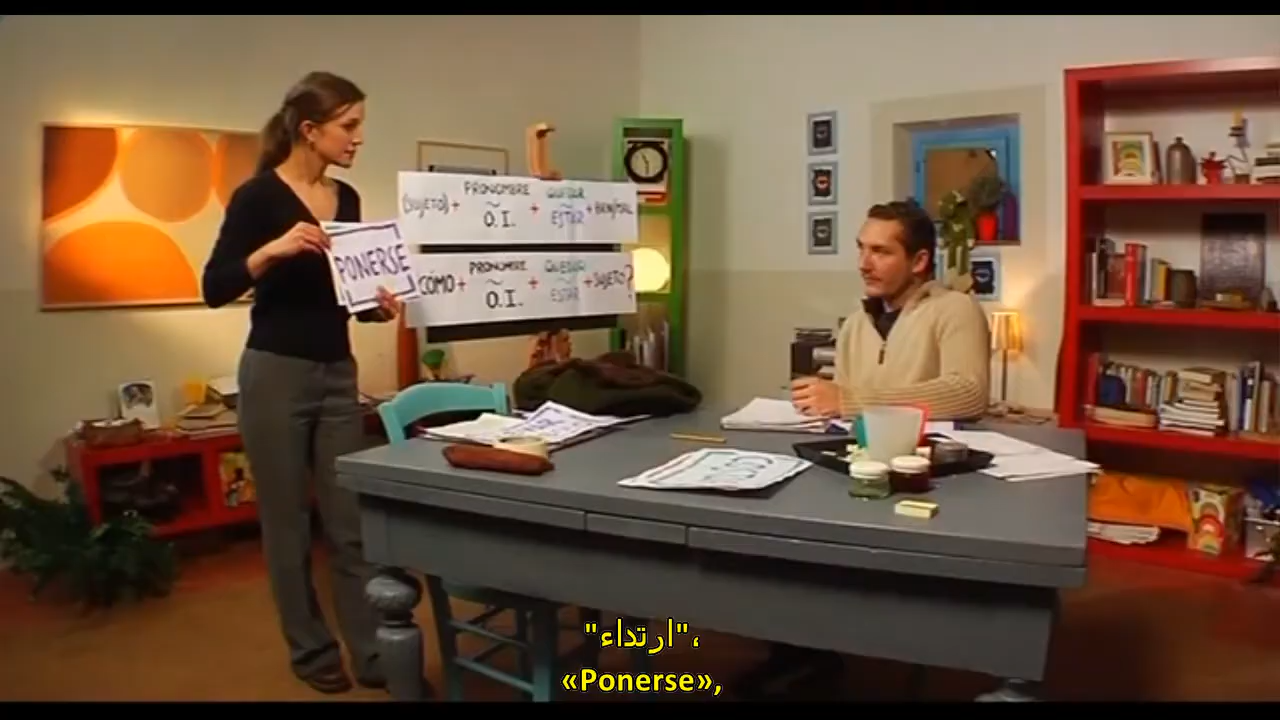 PRONOMBRE QUEDAR
(SUJETO) + O.I. + ESTAR + BIEN/MAL
PONERSE
PRONOMBRE QUEDAR
¿CÓMO + O.I. + ESTAR + SUJETO?
"ارتداء"،
«Ponerse»,